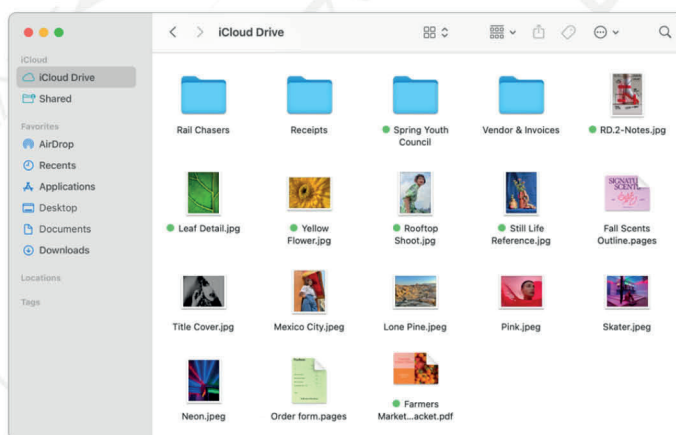 iCloud Drive
iCloud
iCloud Drive
Shared
Favorites
AirDrop
Recents
Applications
Desktop
Documents
Downloads
Locations
Tags
Rail Chasers
Receipts
Spring Youth
Council
Vendor & Invoices
RD.2-Notes.jpg
Leaf Detail.jpg
Yellow
Flower.jpg
Rooftop
Shoot.jpg
Still Life
Reference.jpg
SIGNATU
SCENT
Fall Scents
Outline.pages
Title Cover.jpg
Mexico City.jpeg
Lone Pine.jpeg
Pink.jpeg
Skater.jpeg
Neon.jpeg
Order form.pages
Farmers
Market...acket.pdf